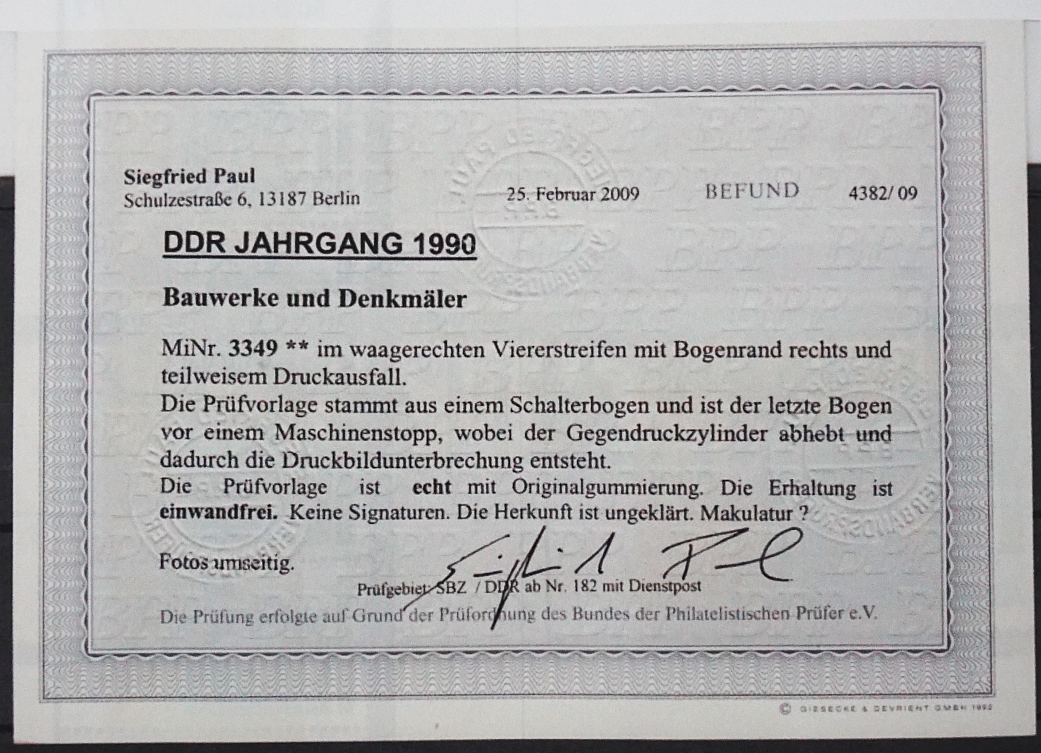 Siegfried Paul
Schulzestraße 6, 13187 Berlin
25. Februar 2009
BEFUND
4382/ 09
DDR JAHRGANG 1990
Bauwerke und Denkmäler
MiNr. 3349 ** im waagerechten Viererstreifen mit Bogenrand rechts und
teilweisem Druckausfall.
Die Prüfvorlage stammt aus einem Schalterbogen und ist der letzte Bogen
vor einem Maschinenstopp, wobei der Gegendruckzylinder abhebt und
dadurch die Druckbildunterbrechung entsteht.
Die Prüfvorlage ist echt mit Originalgummierung. Die Erhaltung ist
einwandfrei. Keine Signaturen. Die Herkunft ist ungeklärt. Makulatur ?
Fotos umseitig.
Prüfgebiet: SBZ / DDR ab Nr. 182 mit Dienstpost
Die Prüfung erfolgte auf Grund der Prüfordnung des Bundes der Philatelistischen Prüfer e.V.
© GIESECKE & DEVRIENT GMBH